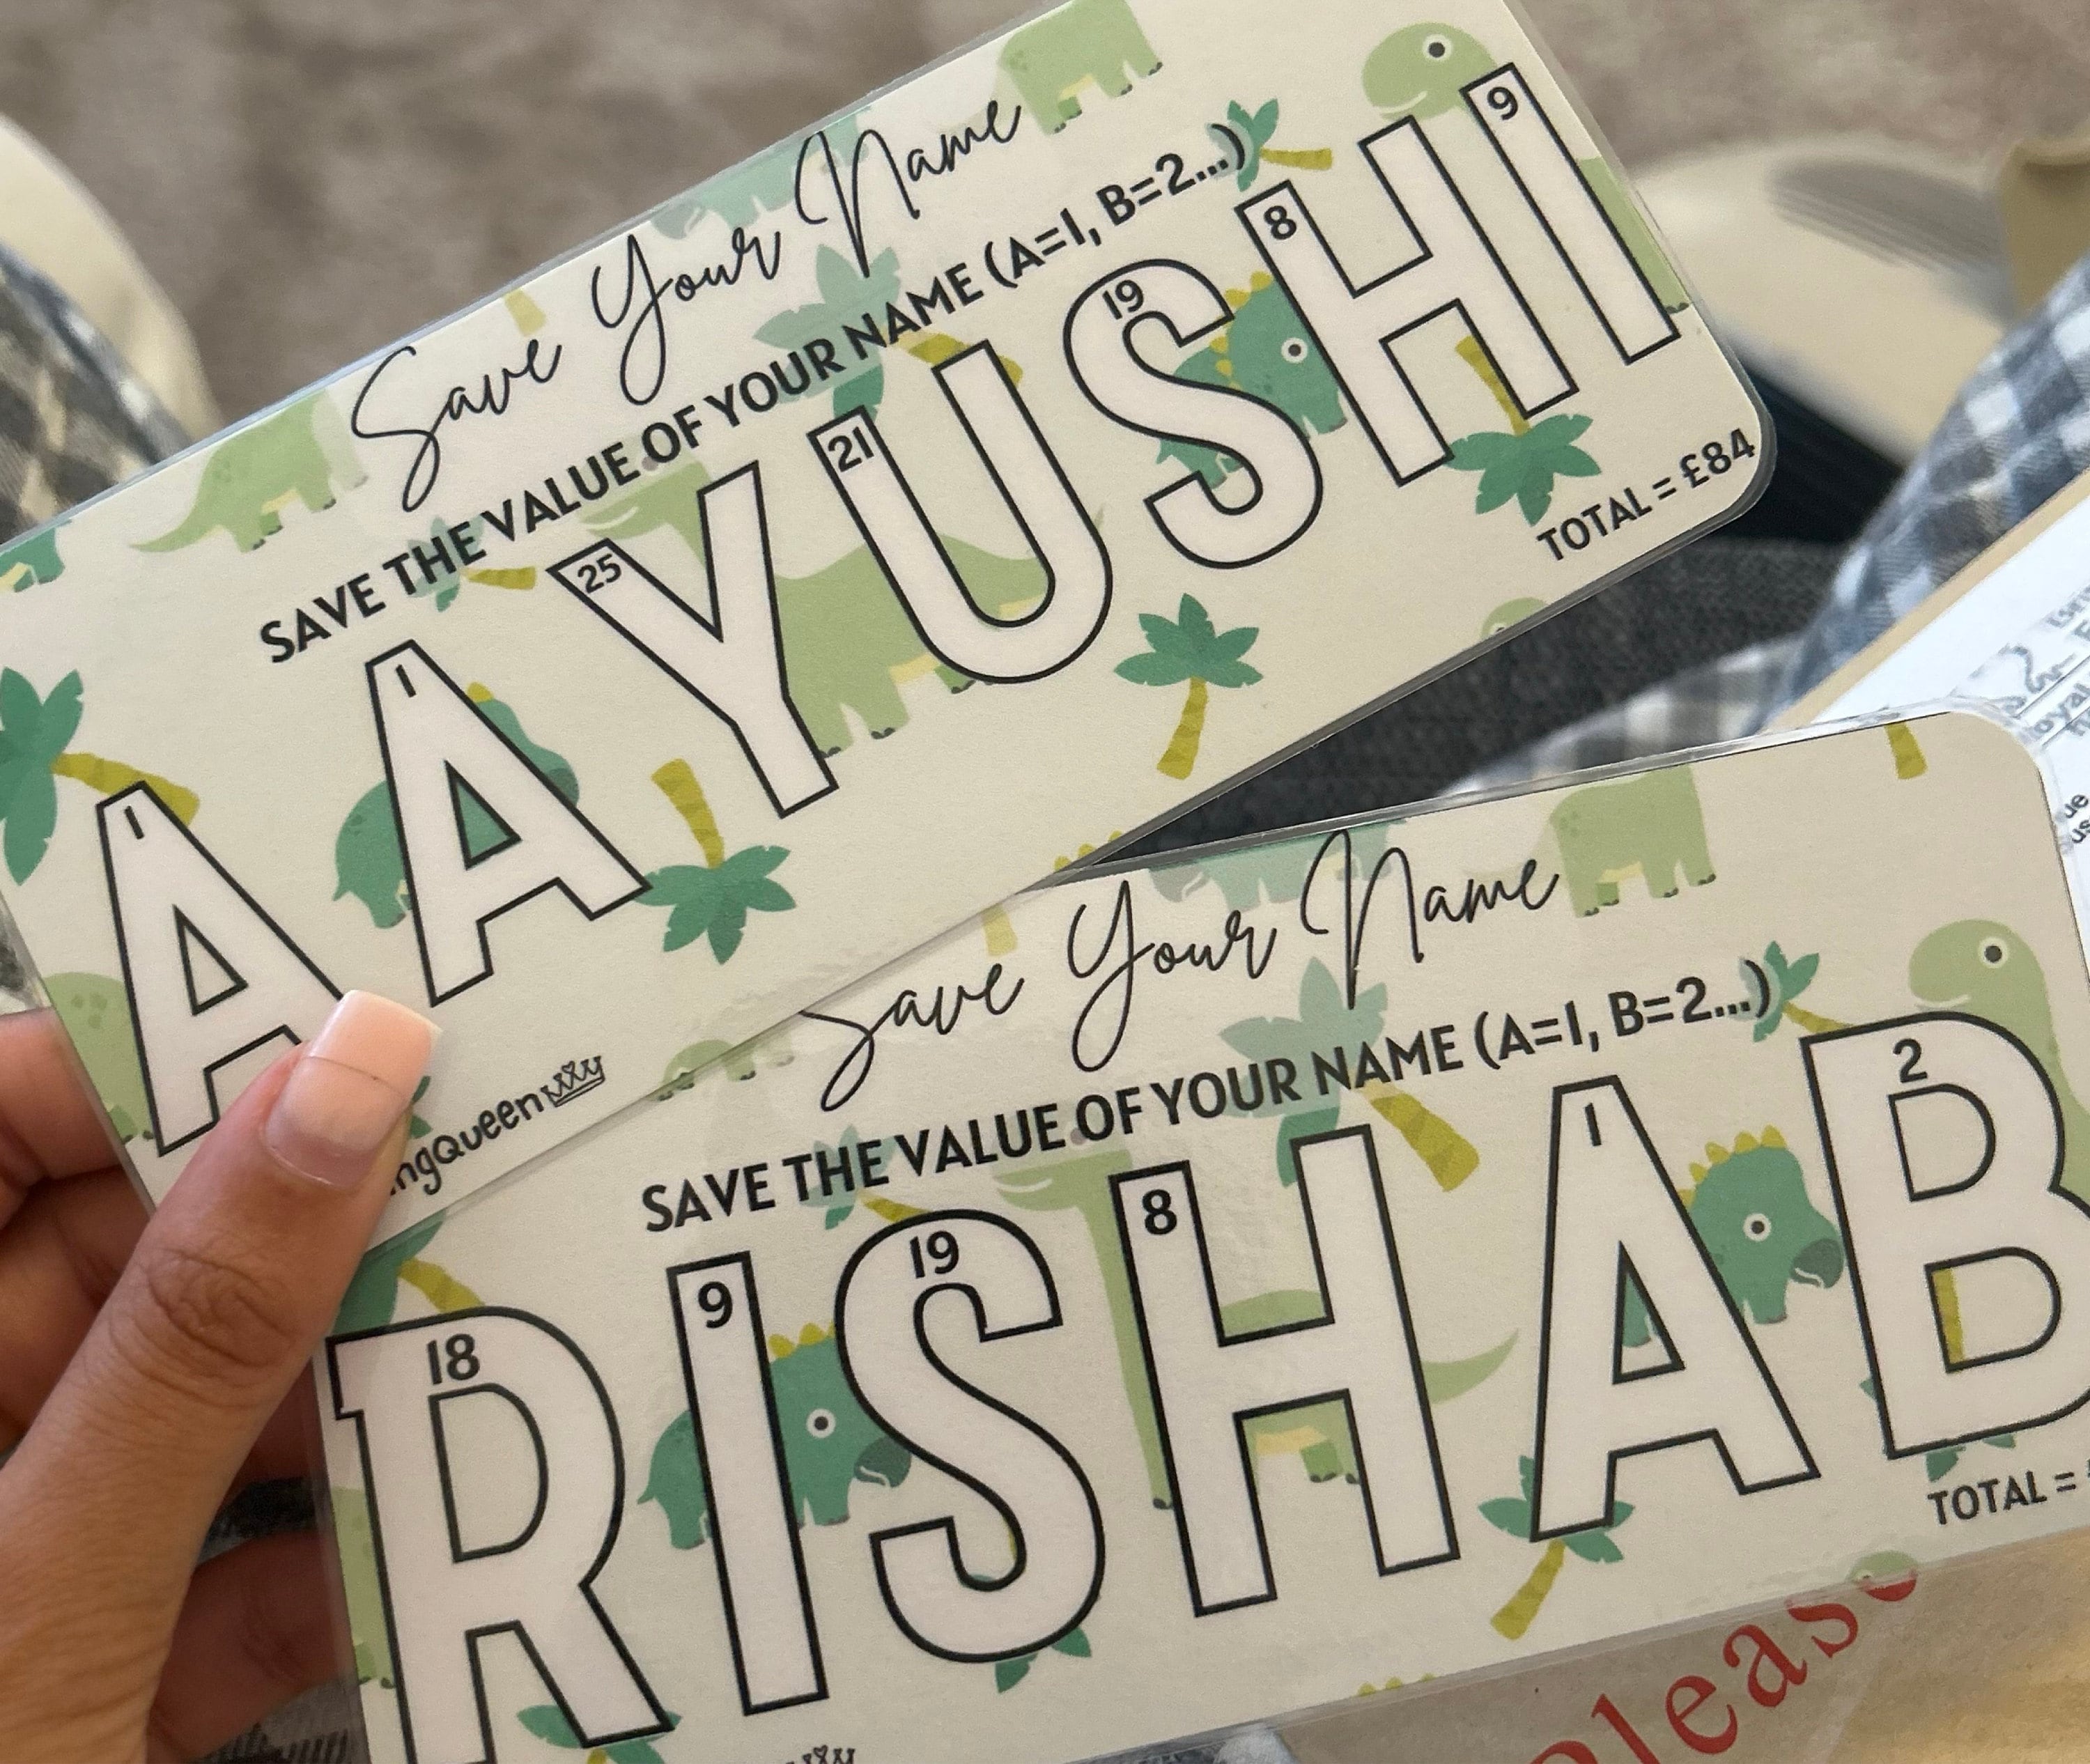 Save Your Name
SAVE THE VALUE OF YOUR NAME (A=1, B=2...)
1 1 25 21 19 8 9
AAYUSHI
TOTAL = £84
ngQueen
Save Your Name
SAVE THE VALUE OF YOUR NAME (A=1, B=2...)
18 9 19 8 1 2
RISHAB
TOTAL =
please